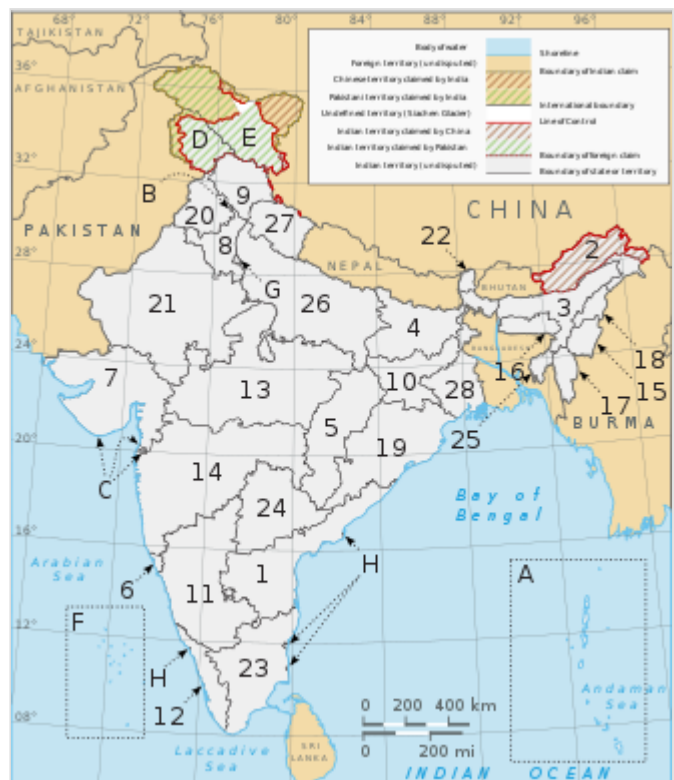 68° 72° 76° 80° 84° 88° 92° 96°
TAJIKISTAN
36°
AFGHANISTAN
Body of water
Foreign territory (undisputed)
Chinese territory claimed by India
Pakistani territory claimed by India
Undefined territory (Siachen Glacier)
Indian territory claimed by China
Indian territory claimed by Pakistan
Indian territory (undisputed)
Shoreline
Boundary of Indian claim
International boundary
Line of Control
Boundary of foreign claim
Boundary of state or territory
D
E
32°
B
9
20
27
CHINA
PAKISTAN
8
22
2
28°
NEPAL
G
BHUTAN
21
26
3
4
24°
BANGLADESH
7
16
18
13
10
28
15
5
17
BURMA
20°
19
25
C
14
24
Bay of
Bengal
16°
Arabian
Sea
H
A
6
1
11
F
12°
23
H
12
0 200 400 km
Andaman
Sea
08°
0 200 mi
Laccadive
Sea
SRI
LANKA
INDIAN OCEAN